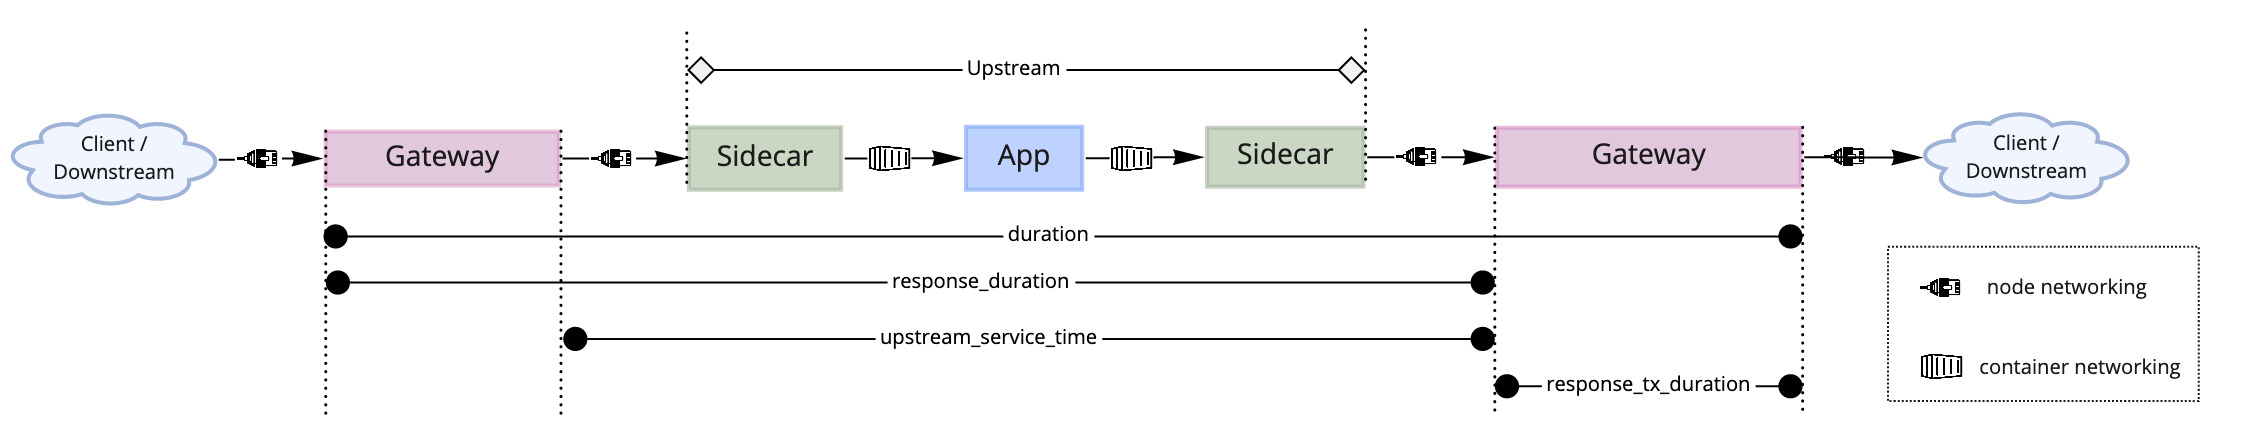 Upstream
Client /
Downstream
Gateway
Sidecar
App
Sidecar
Gateway
Client /
Downstream
duration
response_duration
upstream_service_time
response_tx_duration
node networking
container networking